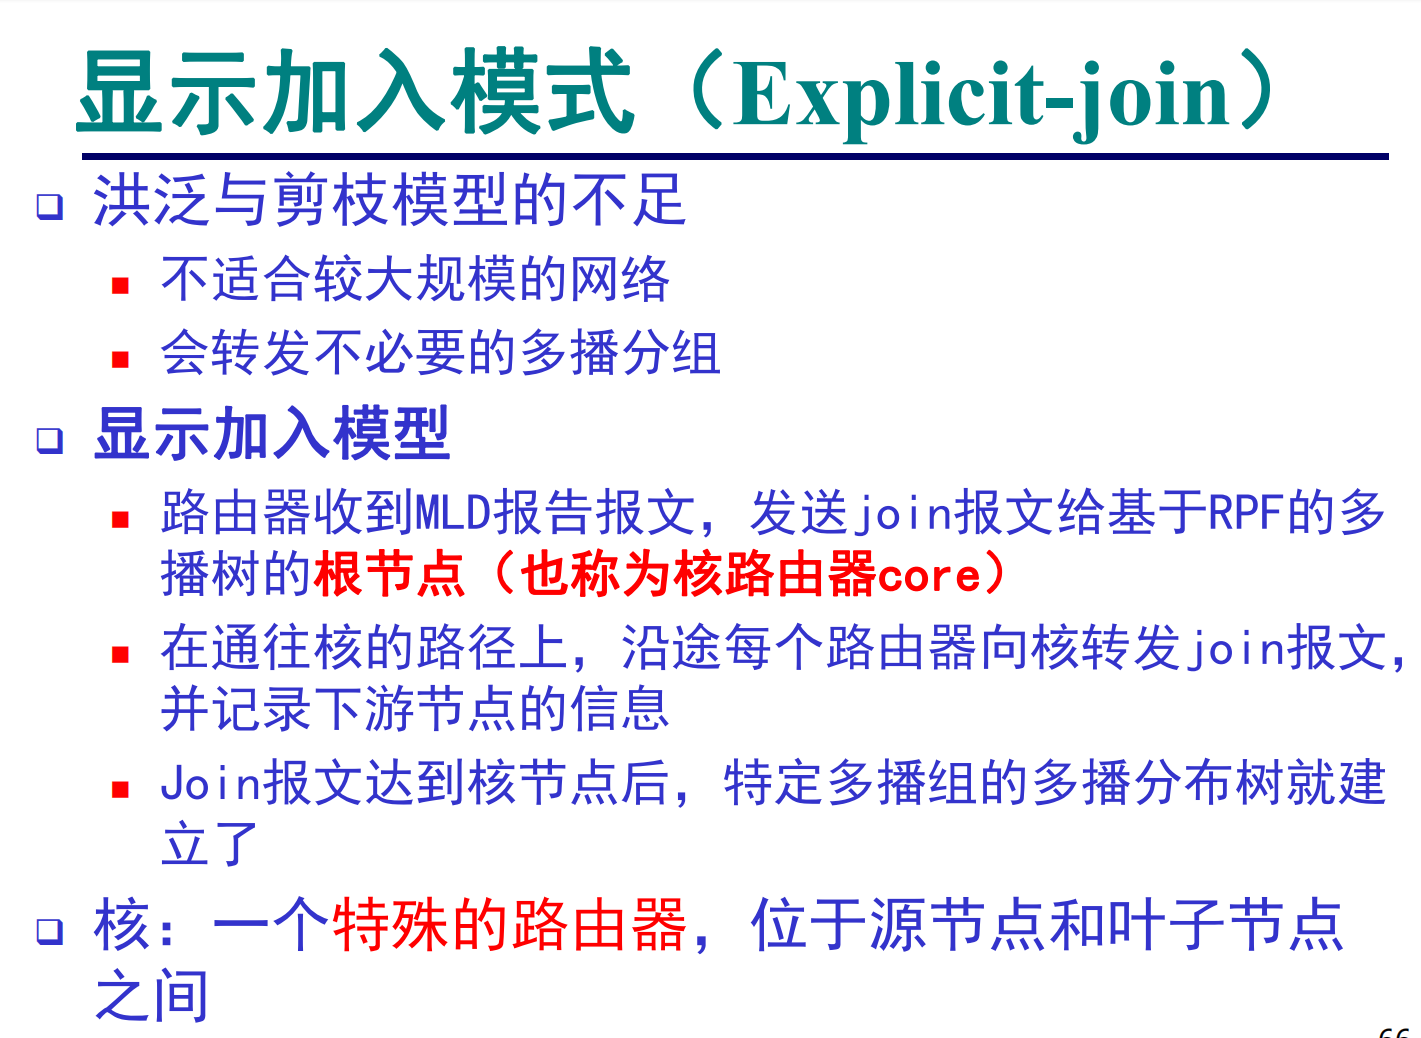 显示加入模式（Explicit-join）
洪泛与剪枝模型的不足
不适合较大规模的网络
会转发不必要的多播分组
显示加入模型
路由器收到MLD报告报文，发送join报文给基于RPF的多
播树的根节点（也称为核路由器core）
在通往核的路径上，沿途每个路由器向核转发join报文，
并记录下游节点的信息
Join报文达到核节点后，特定多播组的多播分布树就建
立了
核：一个特殊的路由器，位于源节点和叶子节点
之间
66